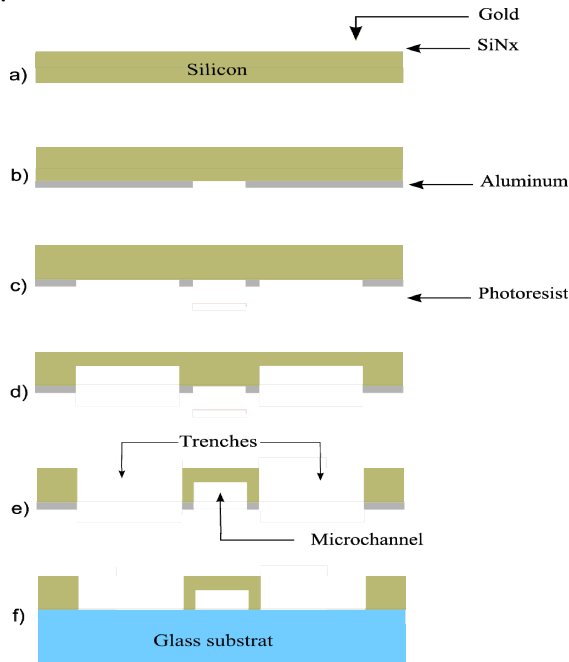 Gold
SiNx
a)
Silicon
b)
Aluminum
c)
Photoresist
d)
Trenches
e)
Microchannel
f)
Glass substrat